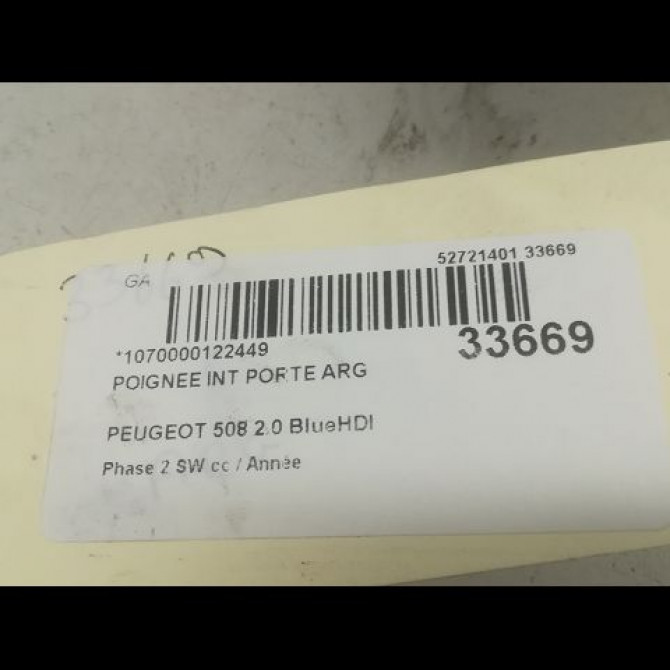 GA
52721401 33669
*1070000122449
33669
POIGNEE INT PORTE ARG
PEUGEOT 508 2.0 BlueHDI
Phase 2 SW cc / Année